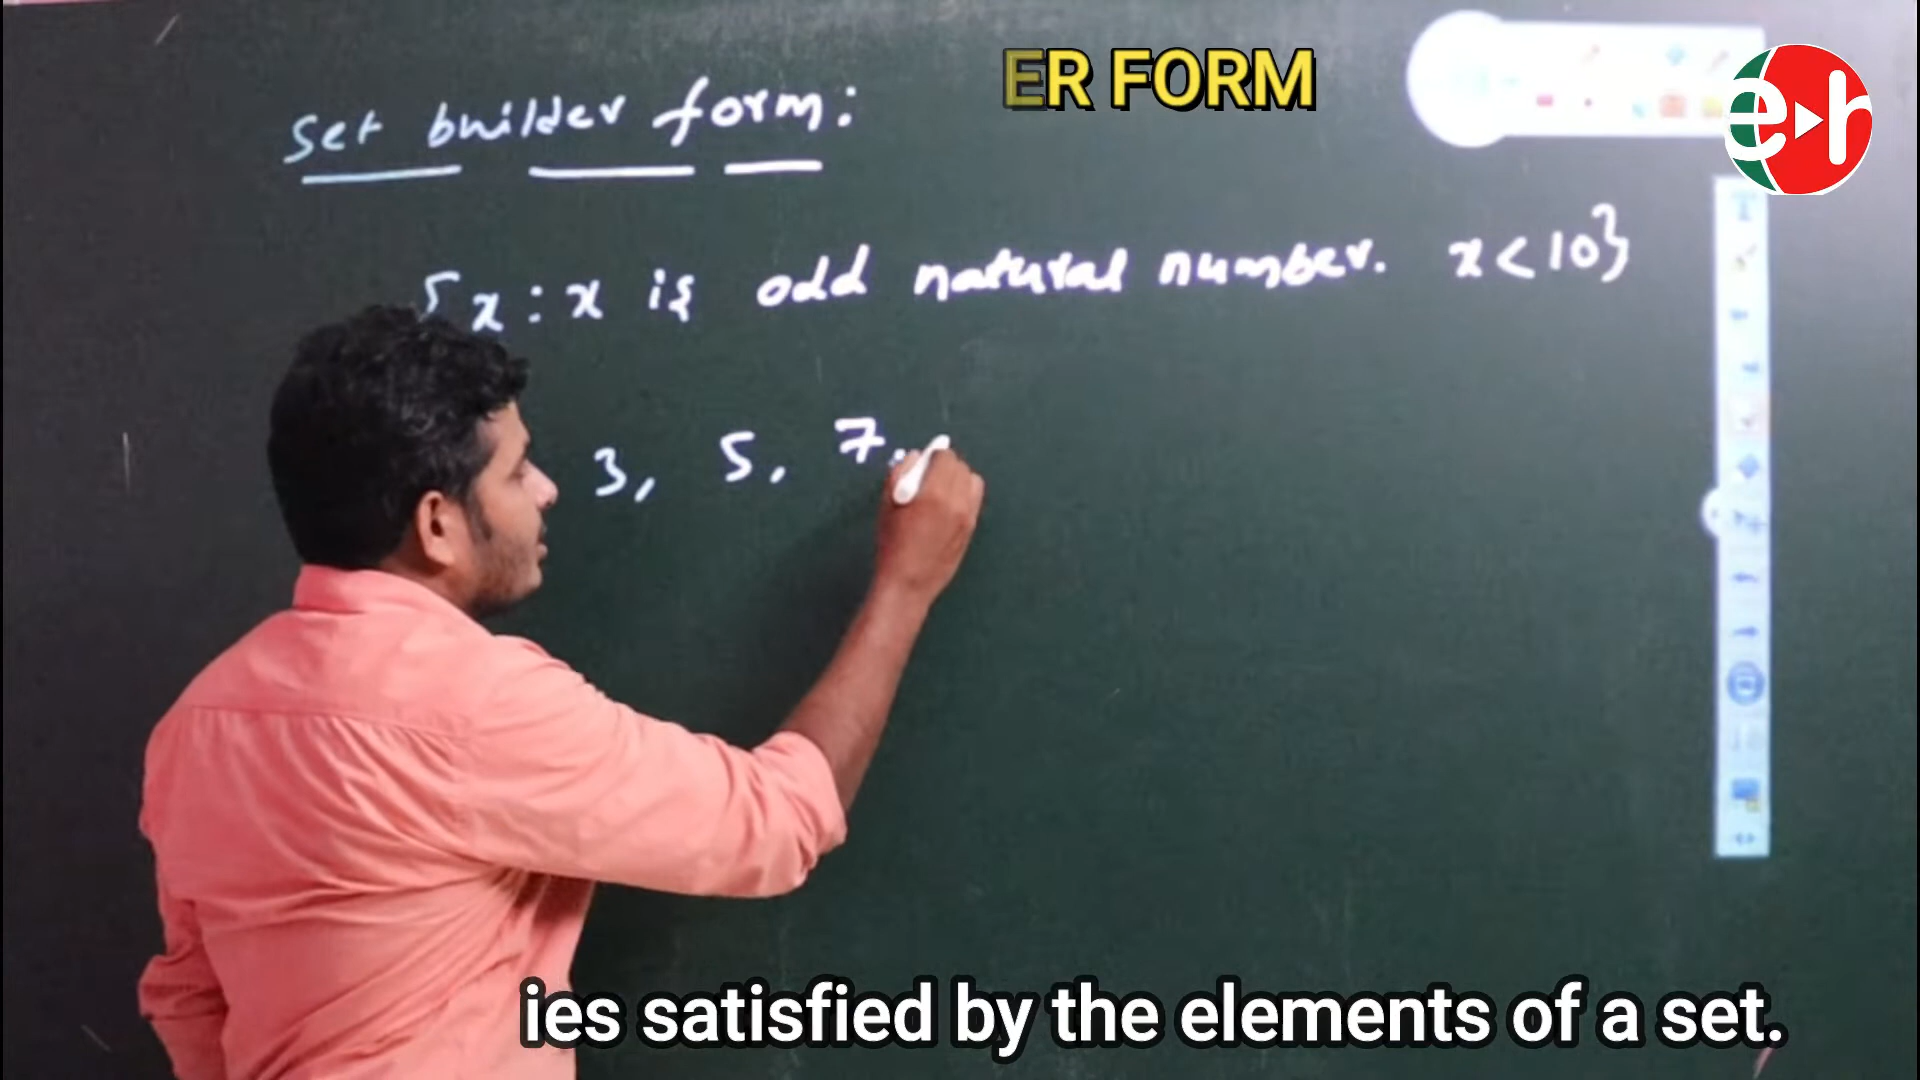 ER FORM
Set builder form:
{x : x is odd natural number. x < 10}
3, 5, 7,
ies satisfied by the elements of a set.